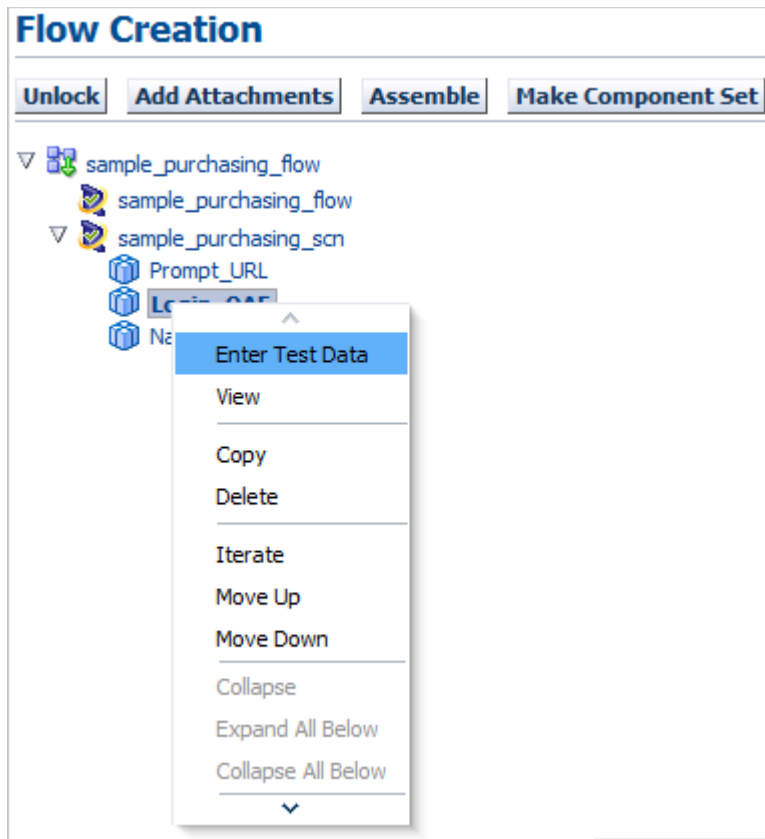 Flow Creation
Unlock Add Attachments Assemble Make Component Set
sample_purchasing_flow
sample_purchasing_flow
sample_purchasing_scn
Prompt_URL
Enter Test Data
View
Copy
Delete
Iterate
Move Up
Move Down
Collapse
Expand All Below
Collapse All Below